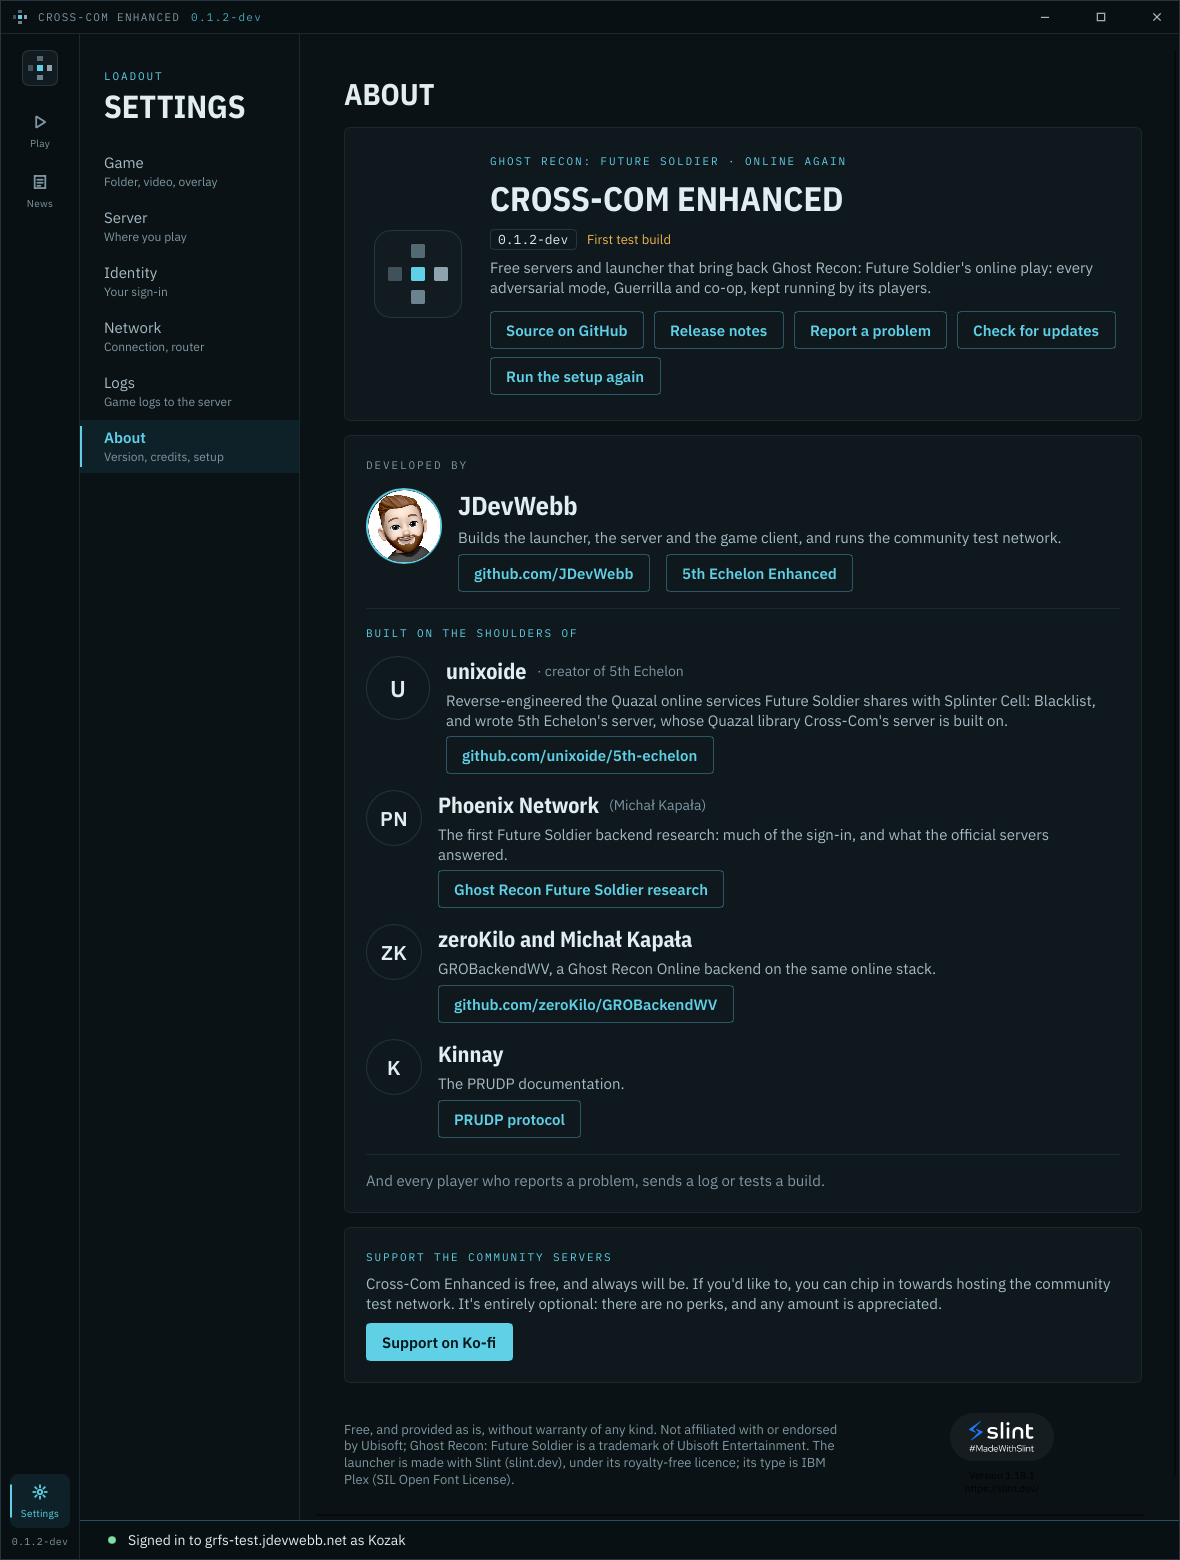 CROSS-COM ENHANCED 0.1.2-dev
Play
News
LOADOUT
SETTINGS
Game
Folder, video, overlay
Server
Where you play
Identity
Your sign-in
Network
Connection, router
Logs
Game logs to the server
About
Version, credits, setup
Settings
0.1.2-dev
ABOUT
GHOST RECON: FUTURE SOLDIER · ONLINE AGAIN
CROSS-COM ENHANCED
0.1.2-dev First test build
Free servers and launcher that bring back Ghost Recon: Future Soldier's online play: every
adversarial mode, Guerrilla and co-op, kept running by its players.
Source on GitHub Release notes Report a problem Check for updates
Run the setup again
DEVELOPED BY
JDevWebb
Builds the launcher, the server and the game client, and runs the community test network.
github.com/JDevWebb 5th Echelon Enhanced
BUILT ON THE SHOULDERS OF
U
unixoide · creator of 5th Echelon
Reverse-engineered the Quazal online services Future Soldier shares with Splinter Cell: Blacklist,
and wrote 5th Echelon's server, whose Quazal library Cross-Com's server is built on.
github.com/unixoide/5th-echelon
PN
Phoenix Network (Michał Kapała)
The first Future Soldier backend research: much of the sign-in, and what the official servers
answered.
Ghost Recon Future Soldier research
ZK
zeroKilo and Michał Kapała
GROBackendWV, a Ghost Recon Online backend on the same online stack.
github.com/zeroKilo/GROBackendWV
K
Kinnay
The PRUDP documentation.
PRUDP protocol
And every player who reports a problem, sends a log or tests a build.
SUPPORT THE COMMUNITY SERVERS
Cross-Com Enhanced is free, and always will be. If you'd like to, you can chip in towards hosting the community
test network. It's entirely optional: there are no perks, and any amount is appreciated.
Support on Ko-fi
Free, and provided as is, without warranty of any kind. Not affiliated with or endorsed
by Ubisoft; Ghost Recon: Future Soldier is a trademark of Ubisoft Entertainment. The
launcher is made with Slint (slint.dev), under its royalty-free licence; its type is IBM
Plex (SIL Open Font License).
slint
#MadeWithSlint
Version 1.18.1
https://slint.dev/
Signed in to grfs-test.jdevwebb.net as Kozak